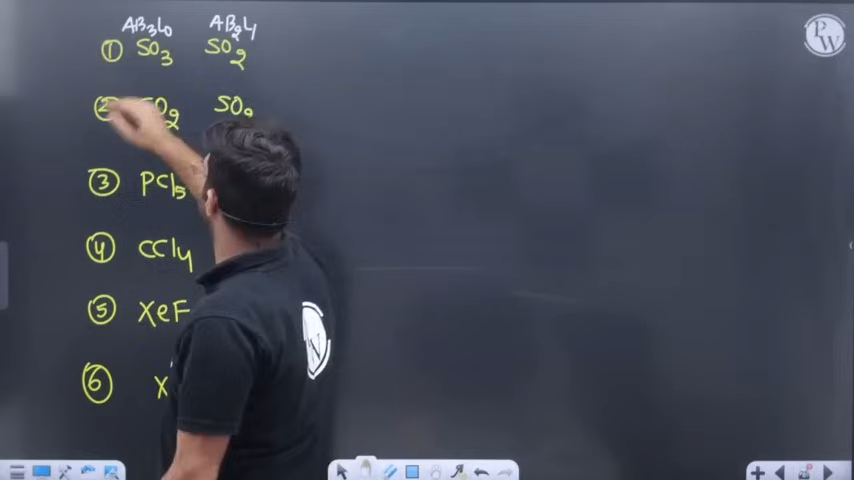 AB₃L₀ AB₂L₁
① SO₃ SO₂
② SO₂ SO₂
③ PCl₅
④ CCl₄
⑤ XeF
⑥ X
PW